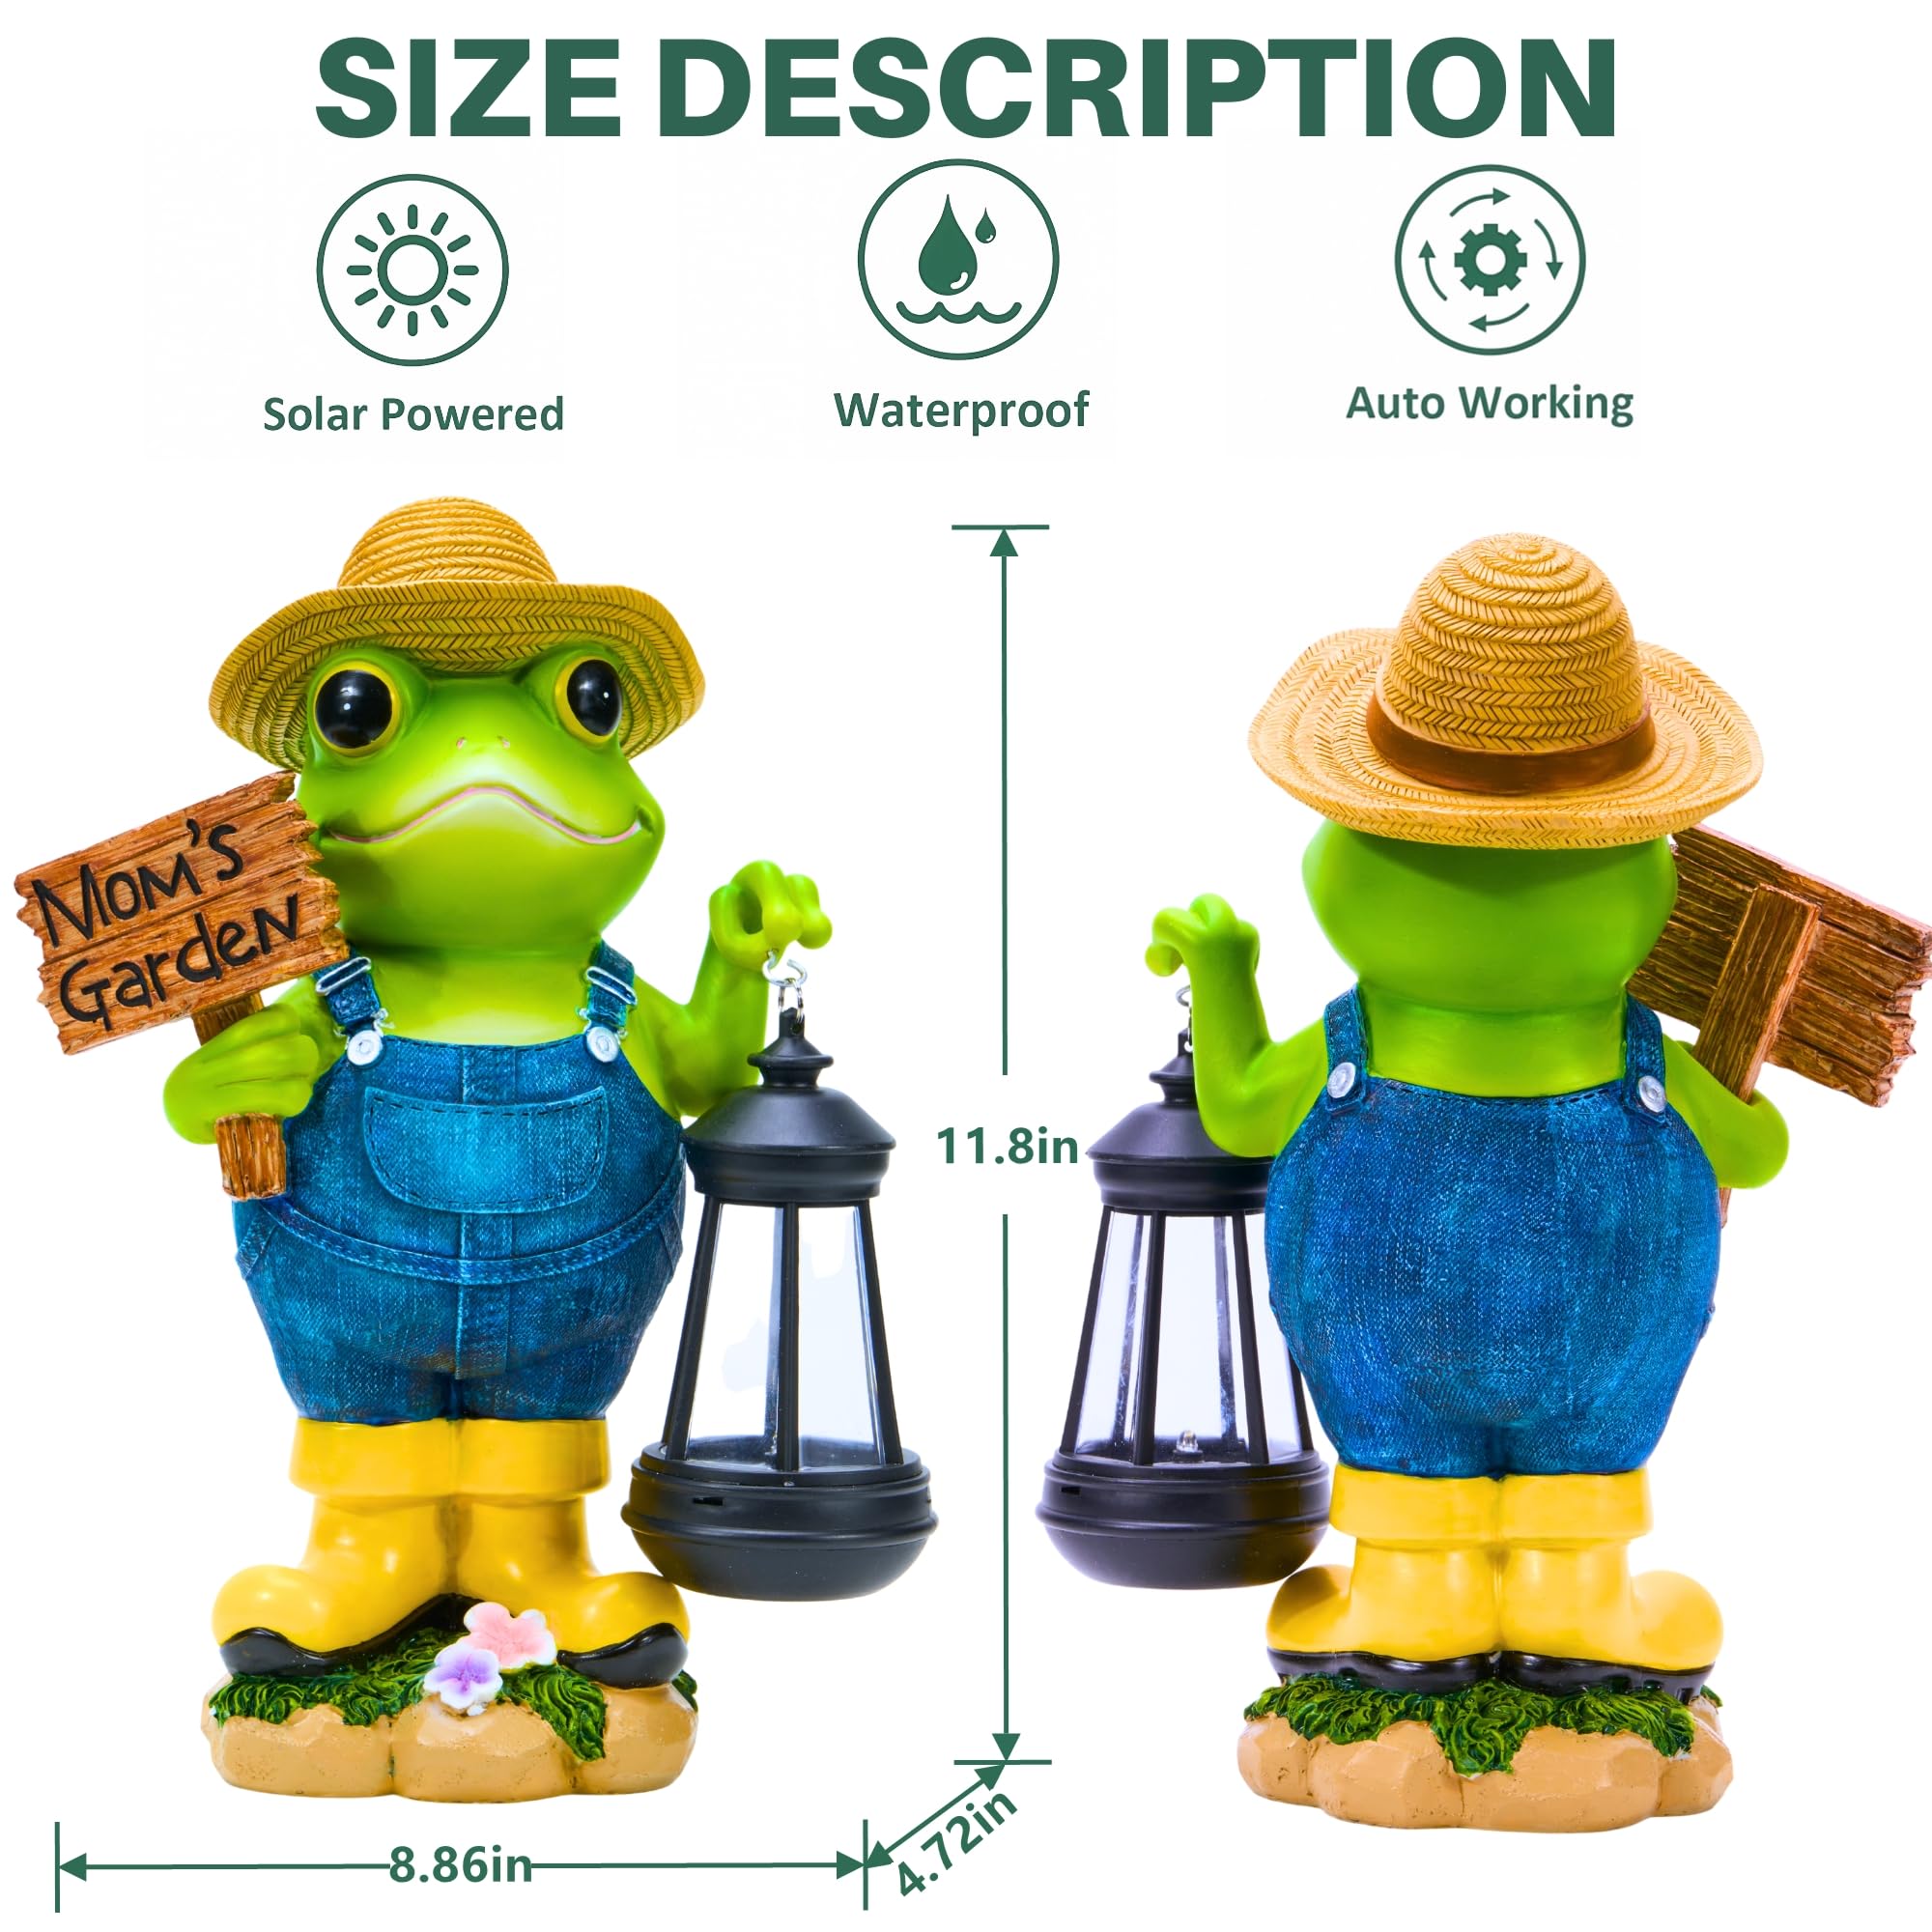 SIZE DESCRIPTION
Solar Powered
Waterproof
Auto Working
Mom's
Garden
11.8in
8.86in
4.72in